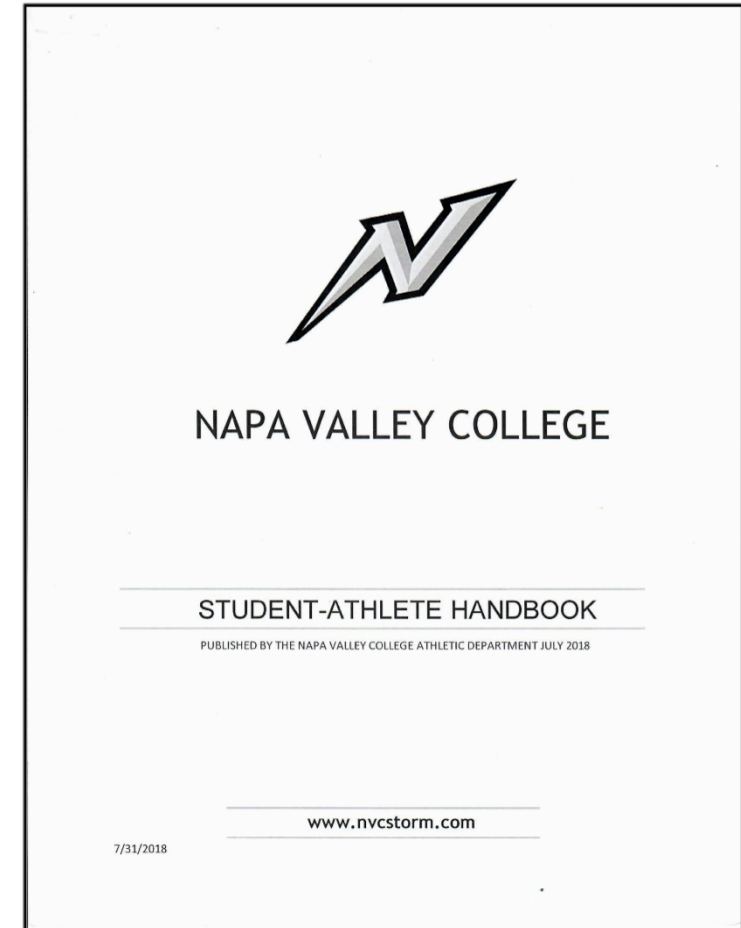 NAPA VALLEY COLLEGE
STUDENT-ATHLETE HANDBOOK
PUBLISHED BY THE NAPA VALLEY COLLEGE ATHLETIC DEPARTMENT JULY 2018
www.nvcstorm.com
7/31/2018